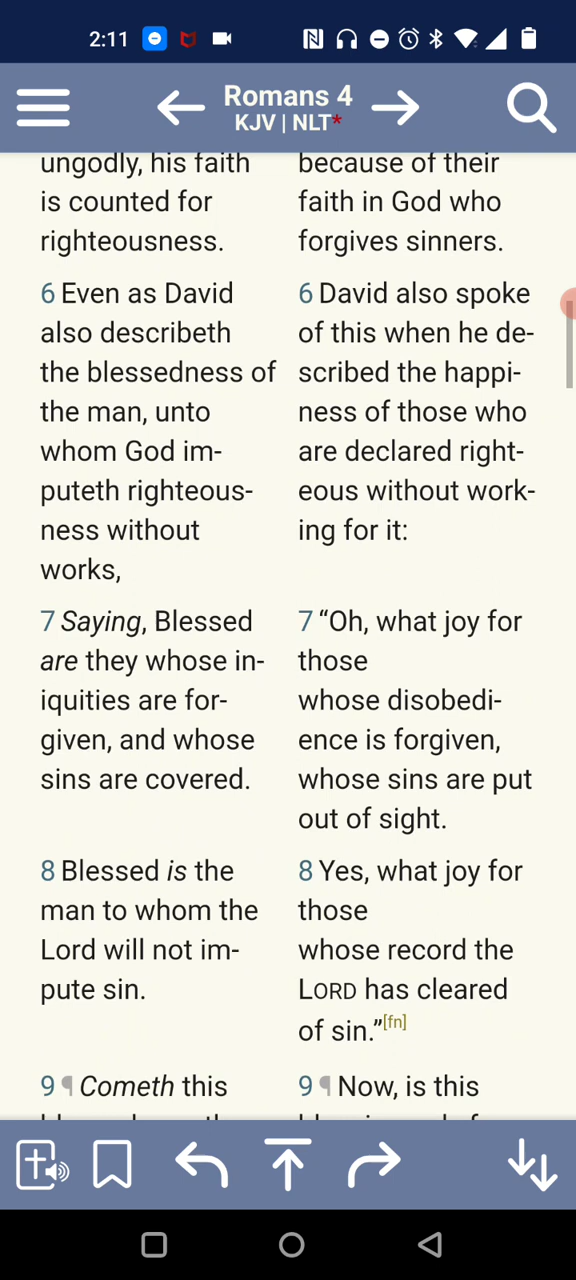 2:11
Romans 4
KJV | NLT*
ungodly, his faith
is counted for
righteousness.
6 Even as David
also describeth
the blessedness of
the man, unto
whom God im-
puteth righteous-
ness without
works,
7 Saying, Blessed
are they whose in-
iquities are for-
given, and whose
sins are covered.
8 Blessed is the
man to whom the
Lord will not im-
pute sin.
9 ¶ Cometh this
because of their
faith in God who
forgives sinners.
6 David also spoke
of this when he de-
scribed the happi-
ness of those who
are declared right-
eous without work-
ing for it:
7 “Oh, what joy for
those
whose disobedi-
ence is forgiven,
whose sins are put
out of sight.
8 Yes, what joy for
those
whose record the
LORD has cleared
of sin.”[fn]
9 ¶ Now, is this